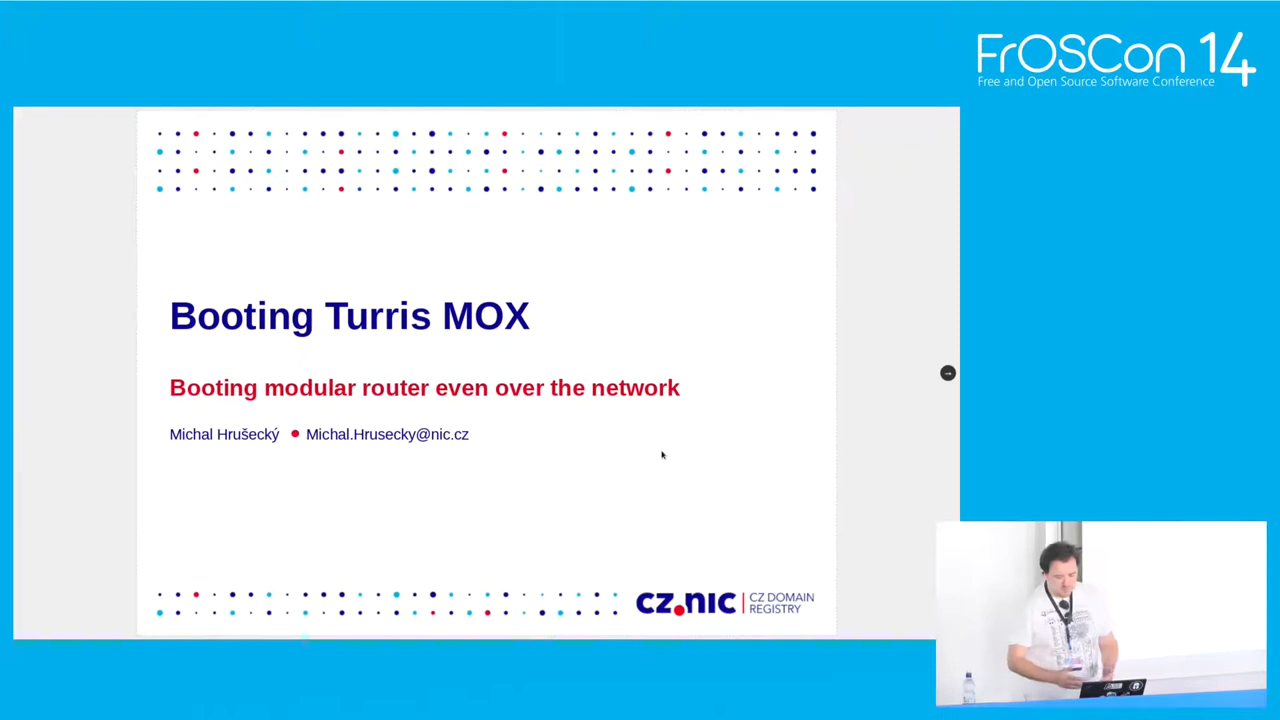 FrOSCon 14
Free and Open Source Software Conference
Booting Turris MOX
Booting modular router even over the network
Michal Hrušecký ● Michal.Hrusecky@nic.cz
→
cz.nic | CZ DOMAIN
REGISTRY